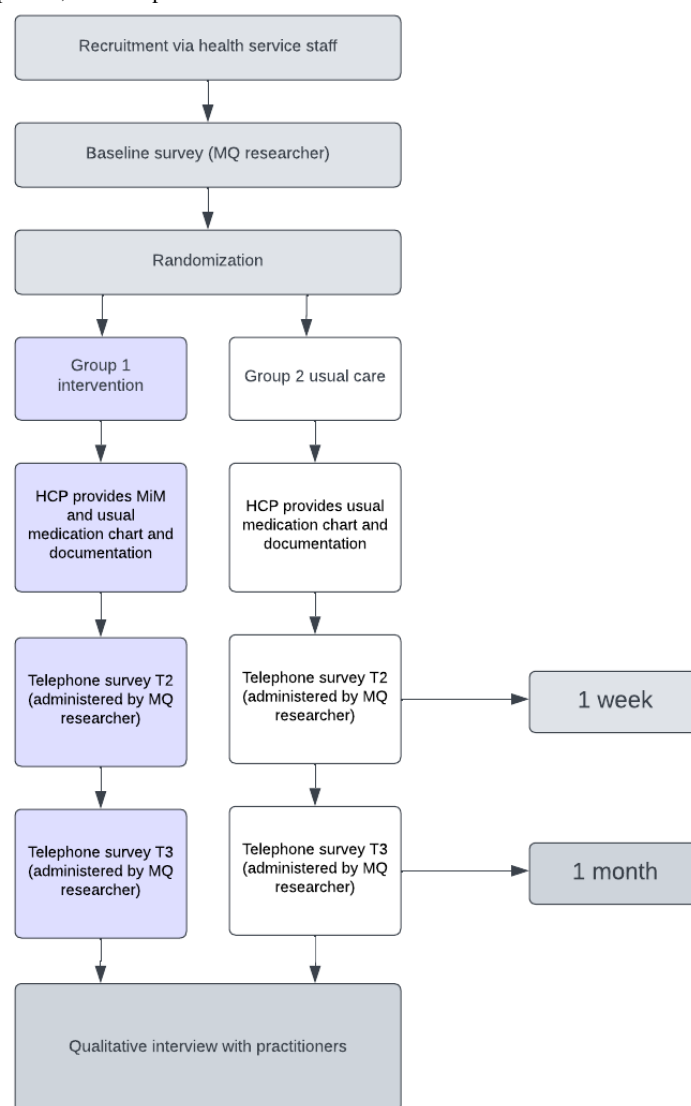 Recruitment via health service staff
Baseline survey (MQ researcher)
Randomization
Group 1
intervention
Group 2 usual care
HCP provides MiM
and usual
medication chart and
documentation
HCP provides usual
medication chart and
documentation
Telephone survey T2
(administered by MQ
researcher)
Telephone survey T2
(administered by MQ
researcher)
1 week
Telephone survey T3
(administered by MQ
researcher)
Telephone survey T3
(administered by MQ
researcher)
1 month
Qualitative interview with practitioners